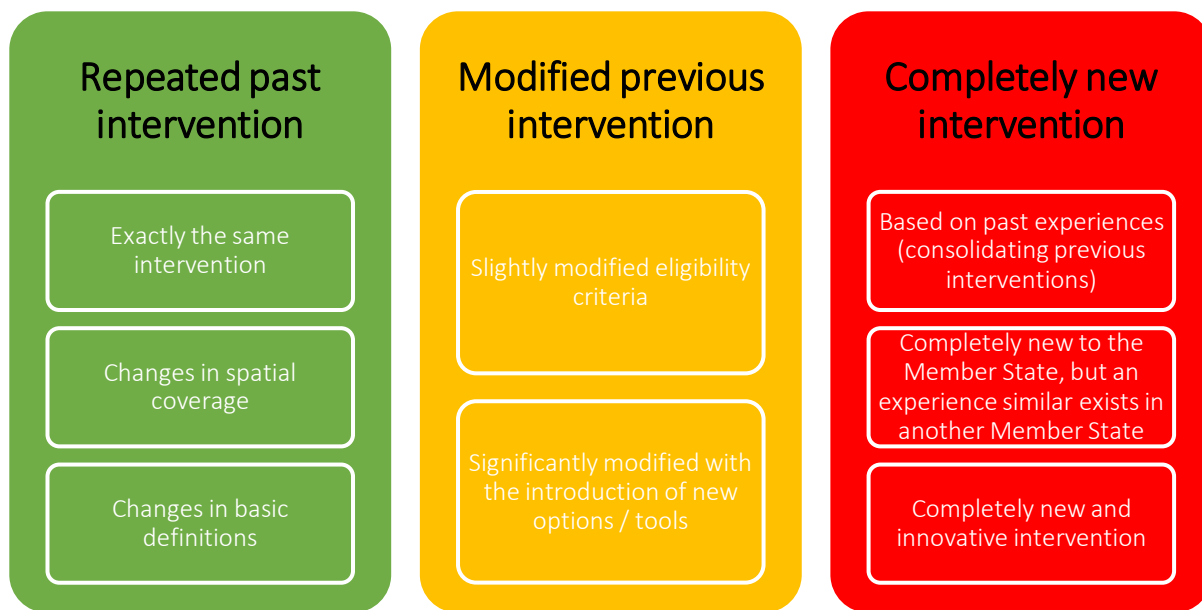 Repeated past
intervention
Exactly the same
intervention
Changes in spatial
coverage
Changes in basic
definitions
Modified previous
intervention
Slightly modified eligibility
criteria
Significantly modified with
the introduction of new
options / tools
Completely new
intervention
Based on past experiences
(consolidating previous
interventions)
Completely new to the
Member State, but an
experience similar exists in
another Member State
Completely new and
innovative intervention